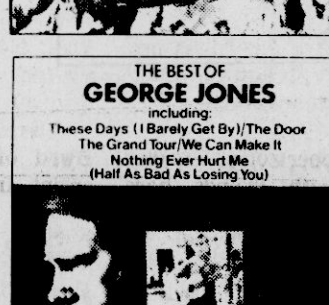 THE BEST OF
GEORGE JONES
including:
These Days (I Barely Get By)/The Door
The Grand Tour/We Can Make It
Nothing Ever Hurt Me
(Half As Bad As Losing You)